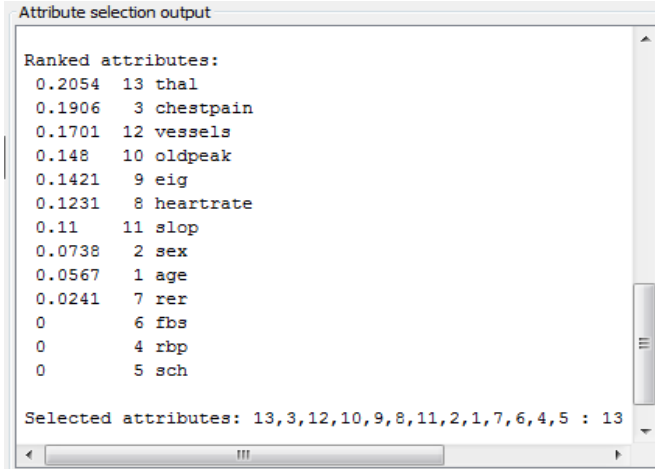 Attribute selection output
Ranked attributes:
0.2054 13 thal
0.1906 3 chestpain
0.1701 12 vessels
0.148 10 oldpeak
0.1421 9 eig
0.1231 8 heartrate
0.11 11 slop
0.0738 2 sex
0.0567 1 age
0.0241 7 rer
0 6 fbs
0 4 rbp
0 5 sch
Selected attributes: 13,3,12,10,9,8,11,2,1,7,6,4,5 : 13